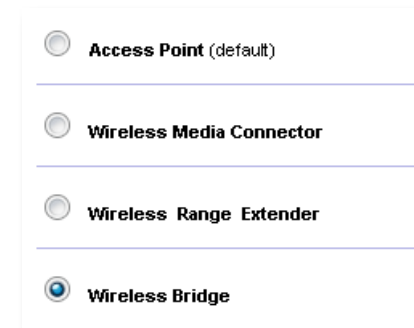 Access Point (default)
Wireless Media Connector
Wireless Range Extender
Wireless Bridge